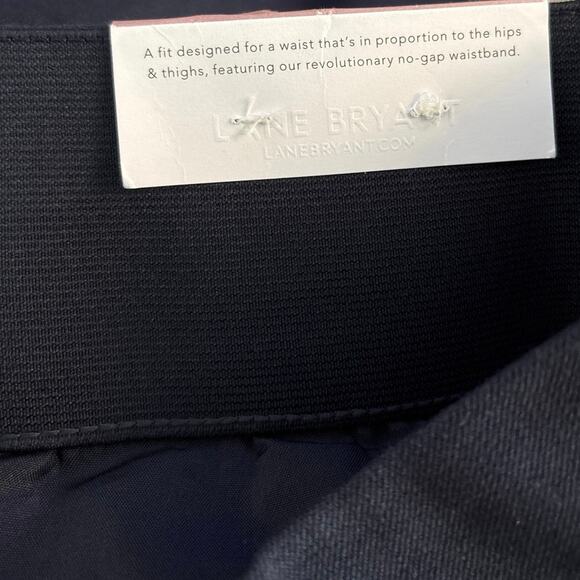 A fit designed for a waist that's in proportion to the hips
& thighs, featuring our revolutionary no-gap waistband.
LANE BRYANT
LANEBRYANT.COM